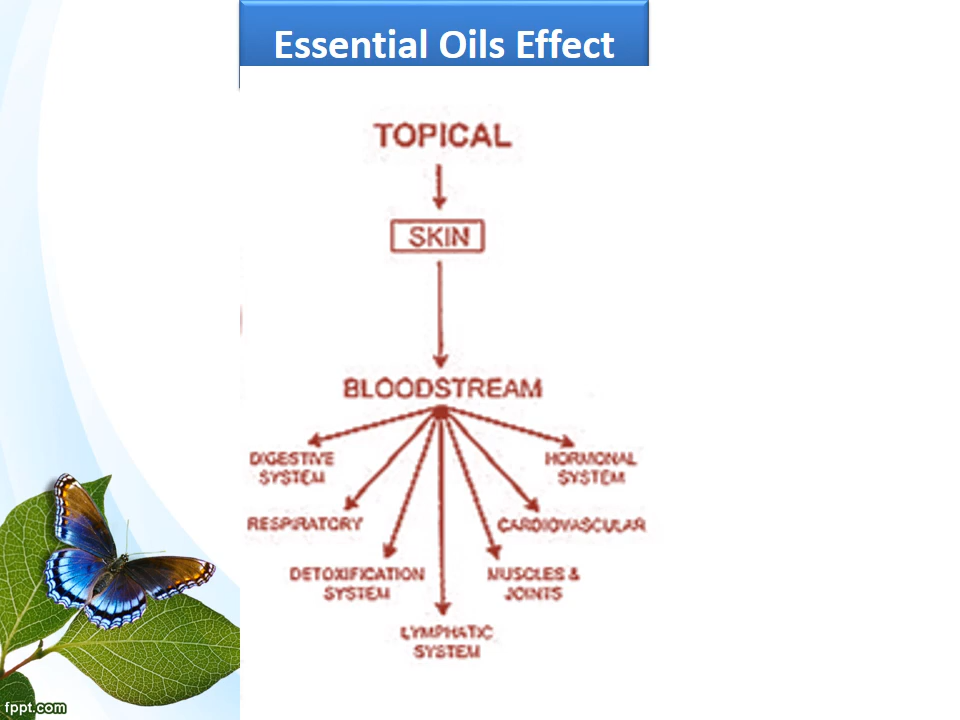 Essential Oils Effect
TOPICAL
SKIN
BLOODSTREAM
DIGESTIVE
SYSTEM
HORMONAL
SYSTEM
RESPIRATORY
CARDIOVASCULAR
DETOXIFICATION
SYSTEM
MUSCLES &
JOINTS
LYMPHATIC
SYSTEM
fppt.com